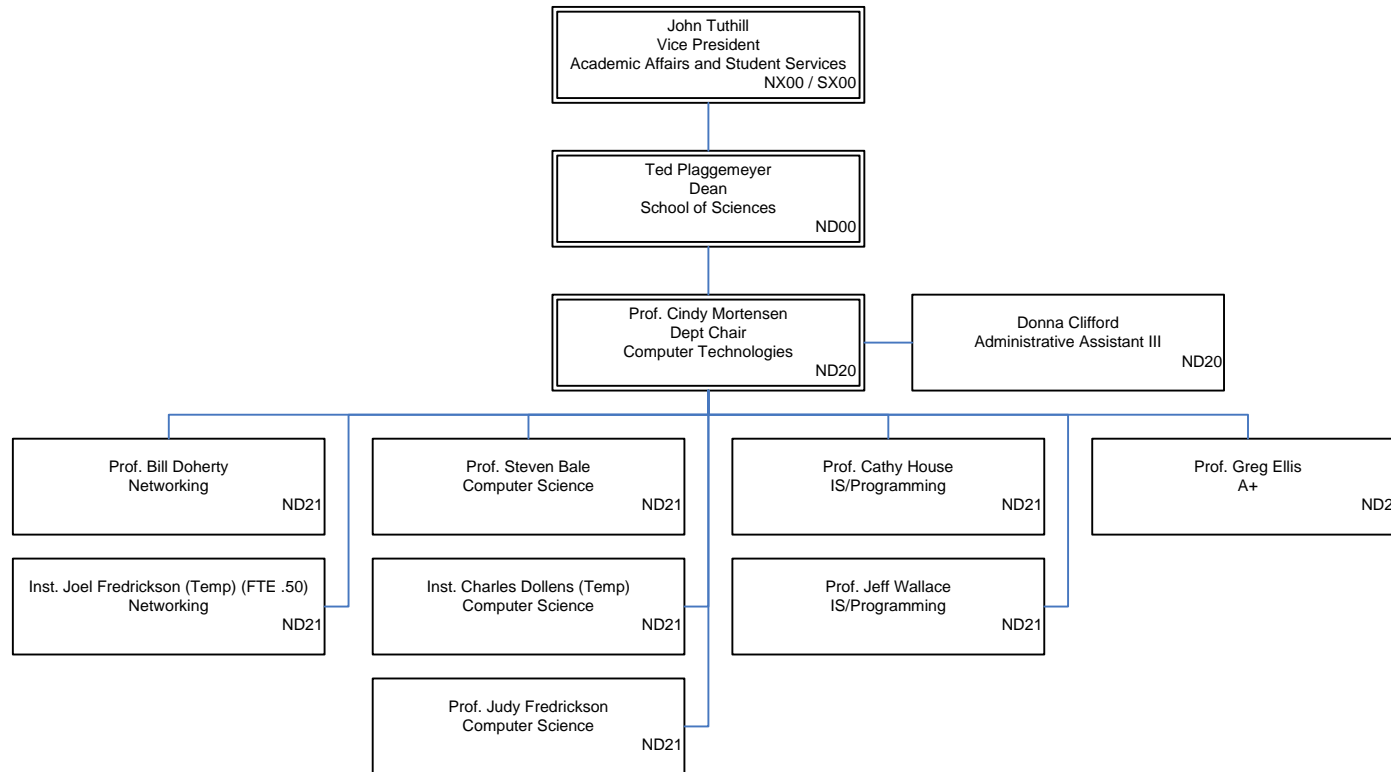 John Tuthill
Vice President
Academic Affairs and Student Services
NX00 / SX00
Ted Plaggemeyer
Dean
School of Sciences
ND00
Prof. Cindy Mortensen
Dept Chair
Computer Technologies
ND20
Donna Clifford
Administrative Assistant III
ND20
Prof. Bill Doherty
Networking
ND21
Prof. Steven Bale
Computer Science
ND21
Prof. Cathy House
IS/Programming
ND21
Prof. Greg Ellis
A+
Inst. Joel Fredrickson (Temp) (FTE .50)
Networking
ND21
Inst. Charles Dollens (Temp)
Computer Science
ND21
Prof. Jeff Wallace
IS/Programming
ND21
Prof. Judy Fredrickson
Computer Science
ND21